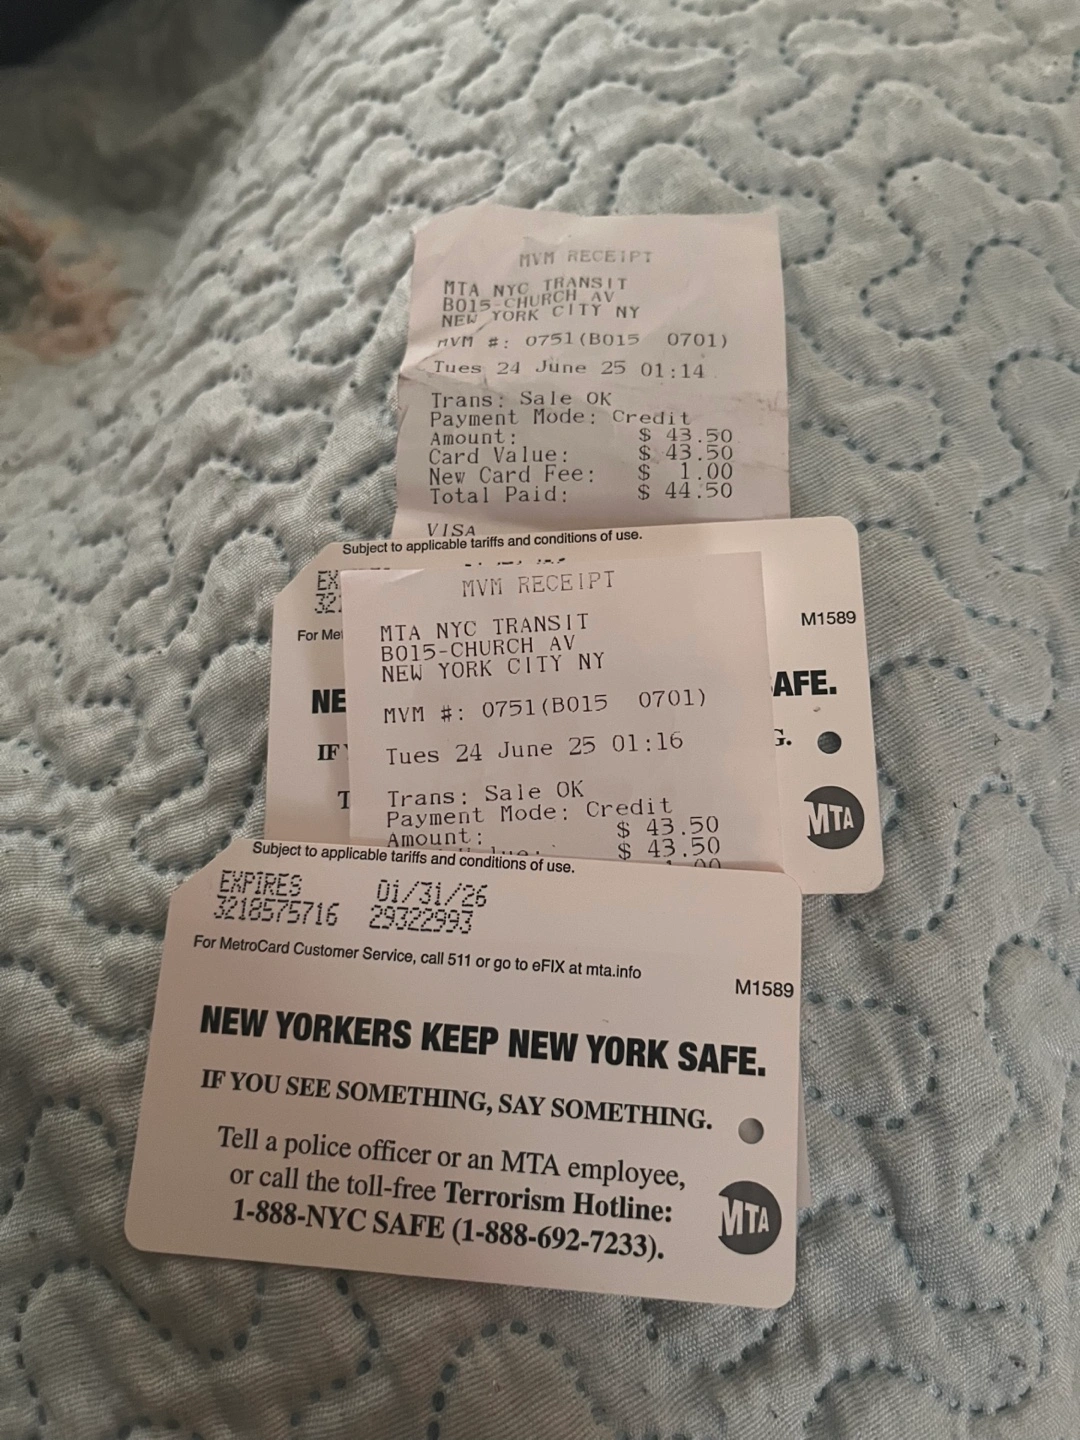 MVM RECEIPT
MTA NYC TRANSIT
B015-CHURCH AV
NEW YORK CITY NY
MVM #: 0751(B015 0701)
Tues 24 June 25 01:14
Trans: Sale OK
Payment Mode: Credit
Amount: $ 43.50
Card Value: $ 43.50
New Card Fee: $ 1.00
Total Paid: $ 44.50
VISA
Subject to applicable tariffs and conditions of use.
EX
321
For Me
M1589
NE
AFE.
IF
G.
T
MTA
MVM RECEIPT
MTA NYC TRANSIT
B015-CHURCH AV
NEW YORK CITY NY
MVM #: 0751(B015 0701)
Tues 24 June 25 01:16
Trans: Sale OK
Payment Mode: Credit
Amount: $ 43.50
$ 43.50
Subject to applicable tariffs and conditions of use.
EXPIRES 01/31/26
3218575716 29322993
For MetroCard Customer Service, call 511 or go to eFIX at mta.info
M1589
NEW YORKERS KEEP NEW YORK SAFE.
IF YOU SEE SOMETHING, SAY SOMETHING.
Tell a police officer or an MTA employee,
or call the toll-free Terrorism Hotline:
1-888-NYC SAFE (1-888-692-7233).
MTA